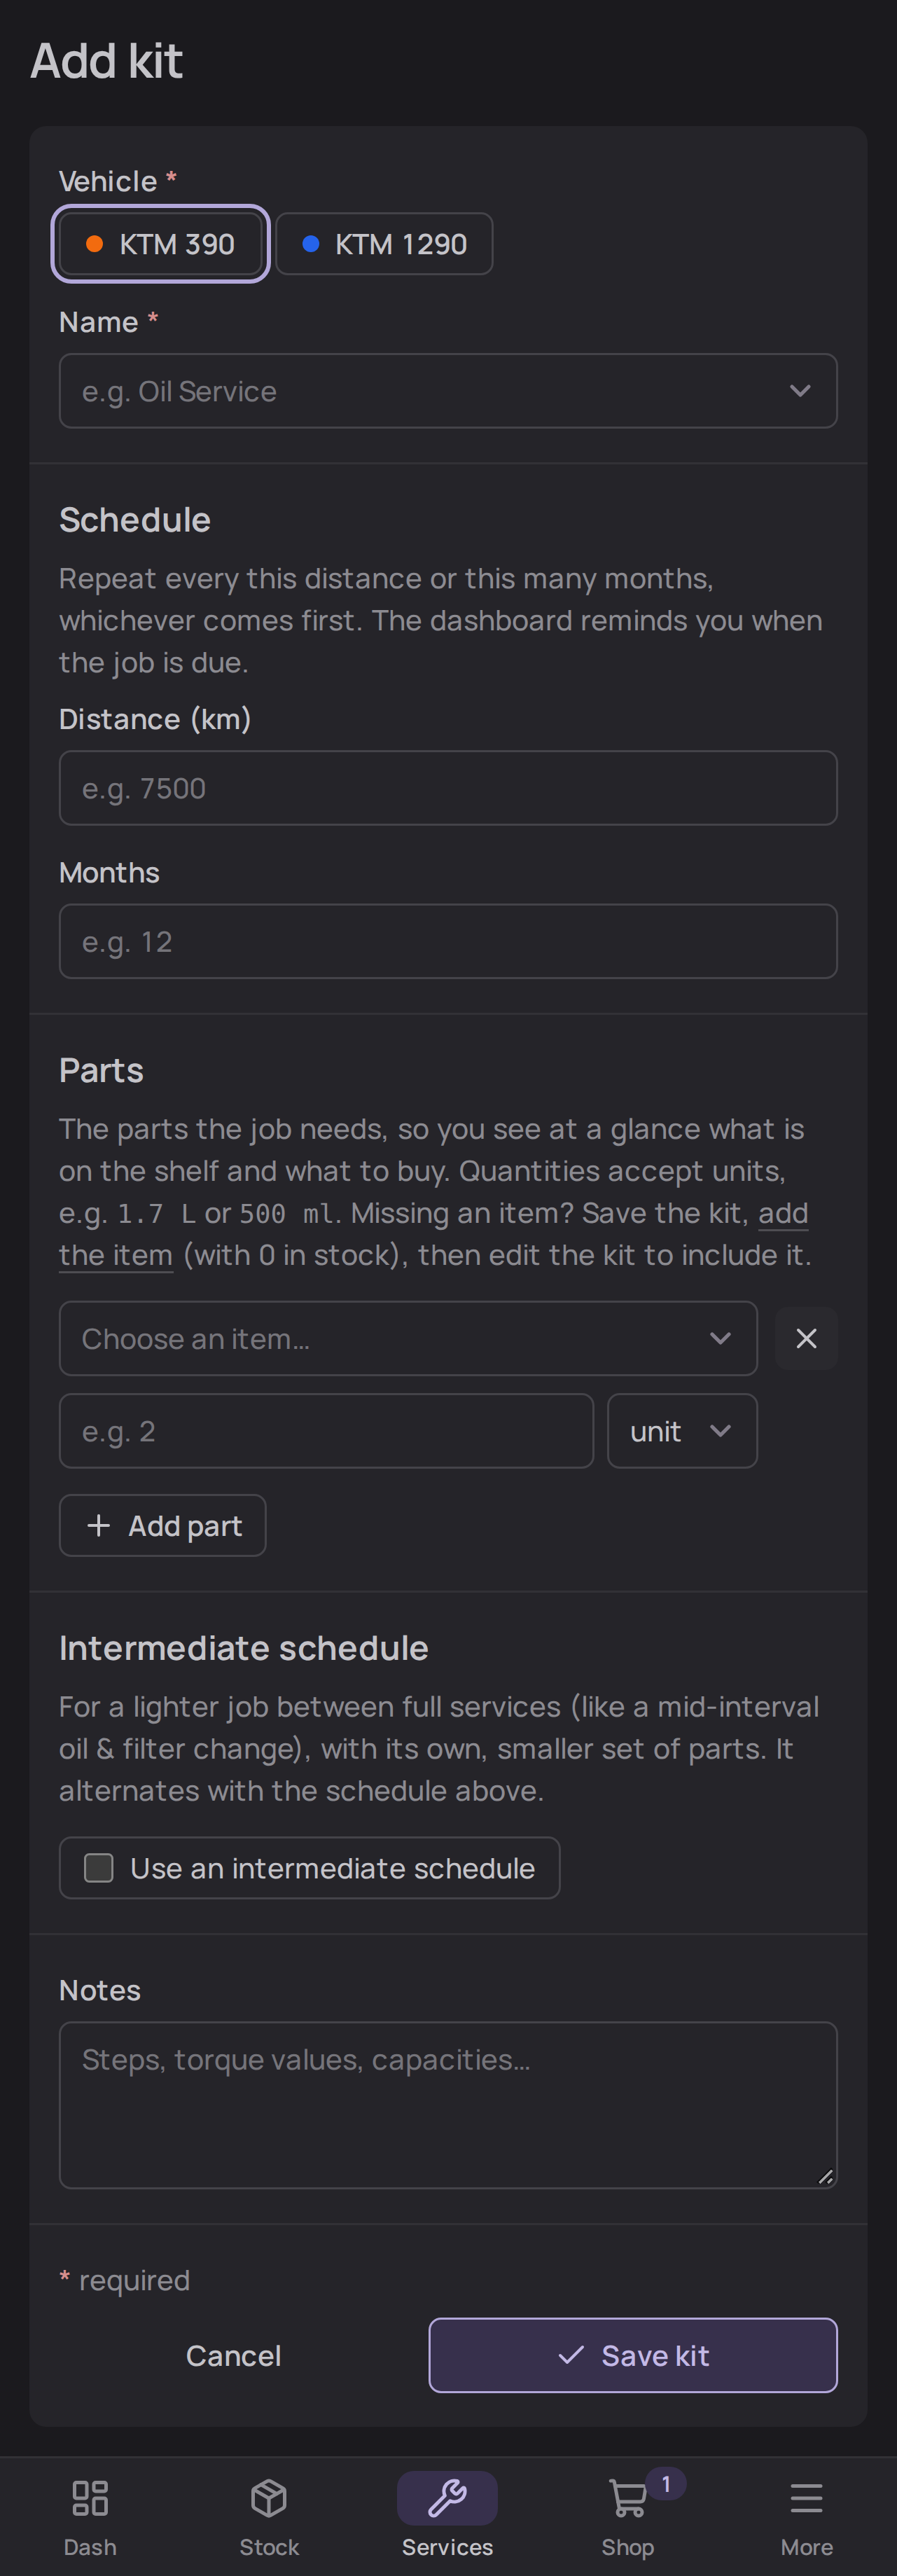 Add kit
Vehicle *
KTM 390
KTM 1290
Name *
e.g. Oil Service
Schedule
Repeat every this distance or this many months,
whichever comes first. The dashboard reminds you when
the job is due.
Distance (km)
e.g. 7500
Months
e.g. 12
Parts
The parts the job needs, so you see at a glance what is
on the shelf and what to buy. Quantities accept units,
e.g. 1.7 L or 500 ml. Missing an item? Save the kit, add
the item (with 0 in stock), then edit the kit to include it.
Choose an item…
e.g. 2
unit
Add part
Intermediate schedule
For a lighter job between full services (like a mid-interval
oil & filter change), with its own, smaller set of parts. It
alternates with the schedule above.
Use an intermediate schedule
Notes
Steps, torque values, capacities…
* required
Cancel
Save kit
1
Dash
Stock
Services
Shop
More